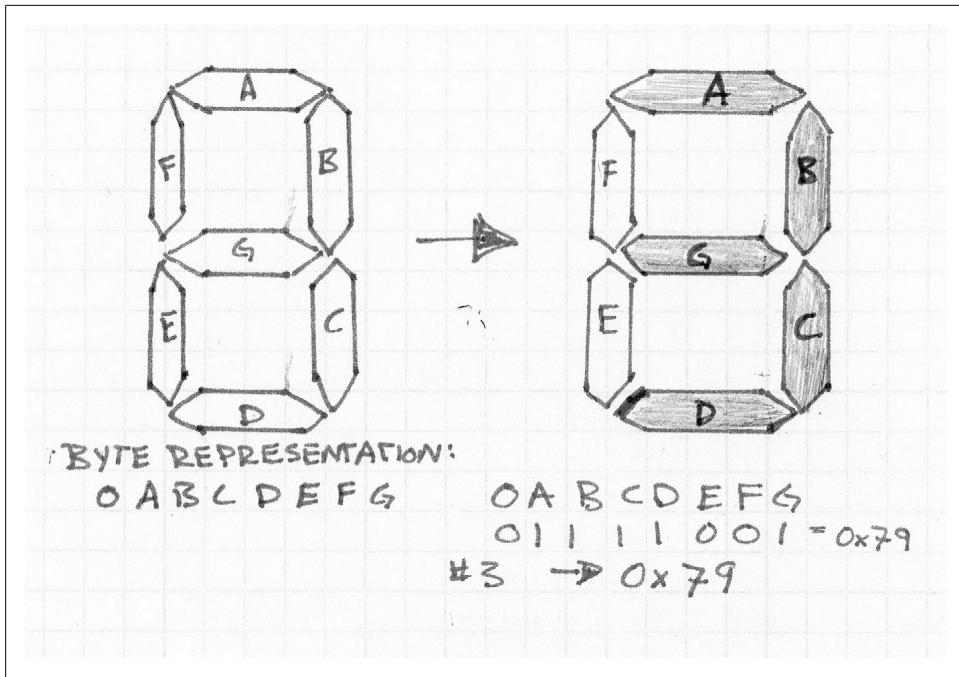 A
F
B
G
E
C
D
A
F
B
G
E
C
D
BYTE REPRESENTATION:
0 A B C D E F G
0 A B C D E F G
0 1 1 1 1 0 0 1 = 0x79
#3 → 0x79